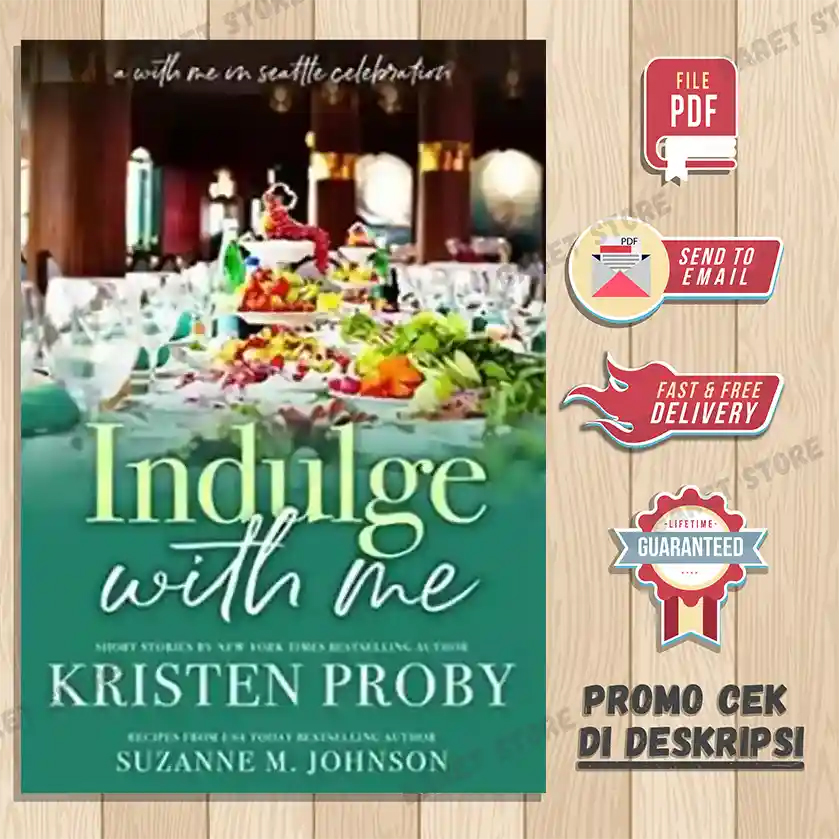 a with me in seattle celebration
Indulge
with me
SHORT STORIES BY NEW YORK TIMES BESTSELLING AUTHOR
KRISTEN PROBY
RECIPES FROM USA TODAY BESTSELLING AUTHOR
SUZANNE M. JOHNSON
FILE
PDF
PDF
SEND TO
EMAIL
FAST & FREE
DELIVERY
-LIFETIME-
GUARANTEED
PROMO CEK
DI DESKRIPSI